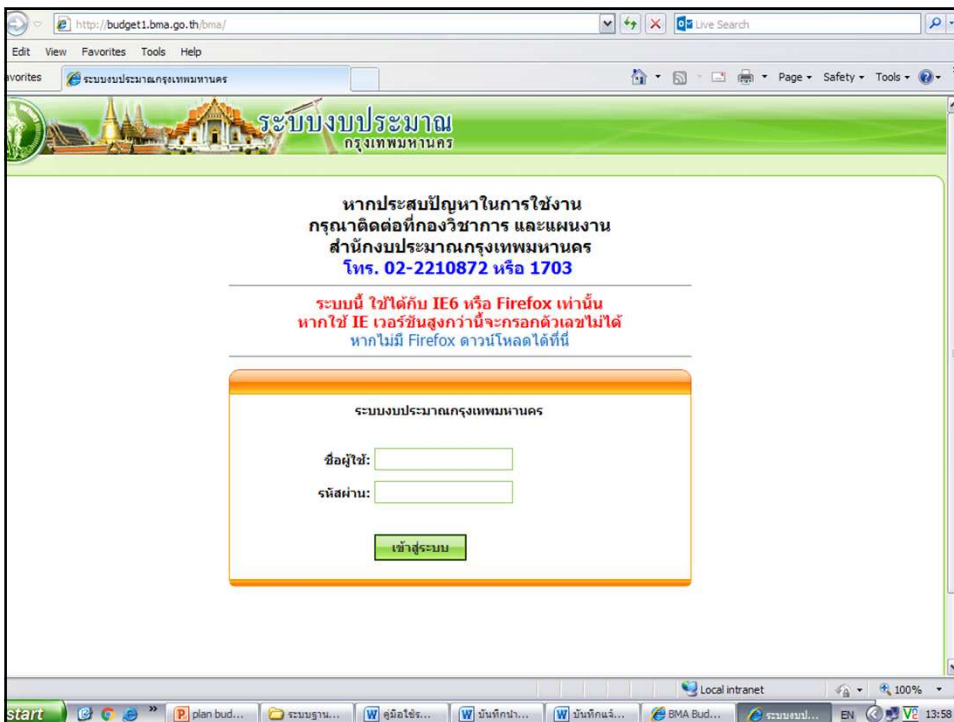 http://budget1.bma.go.th/bma/
Live Search
Edit View Favorites Tools Help
avorites
ระบบงบประมาณกรุงเทพมหานคร
Page Safety Tools
ระบบงบประมาณ
กรุงเทพมหานคร
หากประสบปัญหาในการใช้งาน
กรุณาติดต่อที่กองวิชาการ และแผนงาน
สำนักงบประมาณกรุงเทพมหานคร
โทร. 02-2210872 หรือ 1703
ระบบนี้ ใช้ได้กับ IE6 หรือ Firefox เท่านั้น
หากใช้ IE เวอร์ชันสูงกว่านี้จะกรอกตัวเลขไม่ได้
หากไม่มี Firefox ดาวน์โหลดได้ที่นี่
ระบบงบประมาณกรุงเทพมหานคร
ชื่อผู้ใช้:
รหัสผ่าน:
เข้าสู่ระบบ
Local intranet 100%
start plan bud... ระบบฐาน... คู่มือใช้ร... บันทึกนำ... บันทึกแจ้... BMA Bud... ระบบงบป... EN 13:58